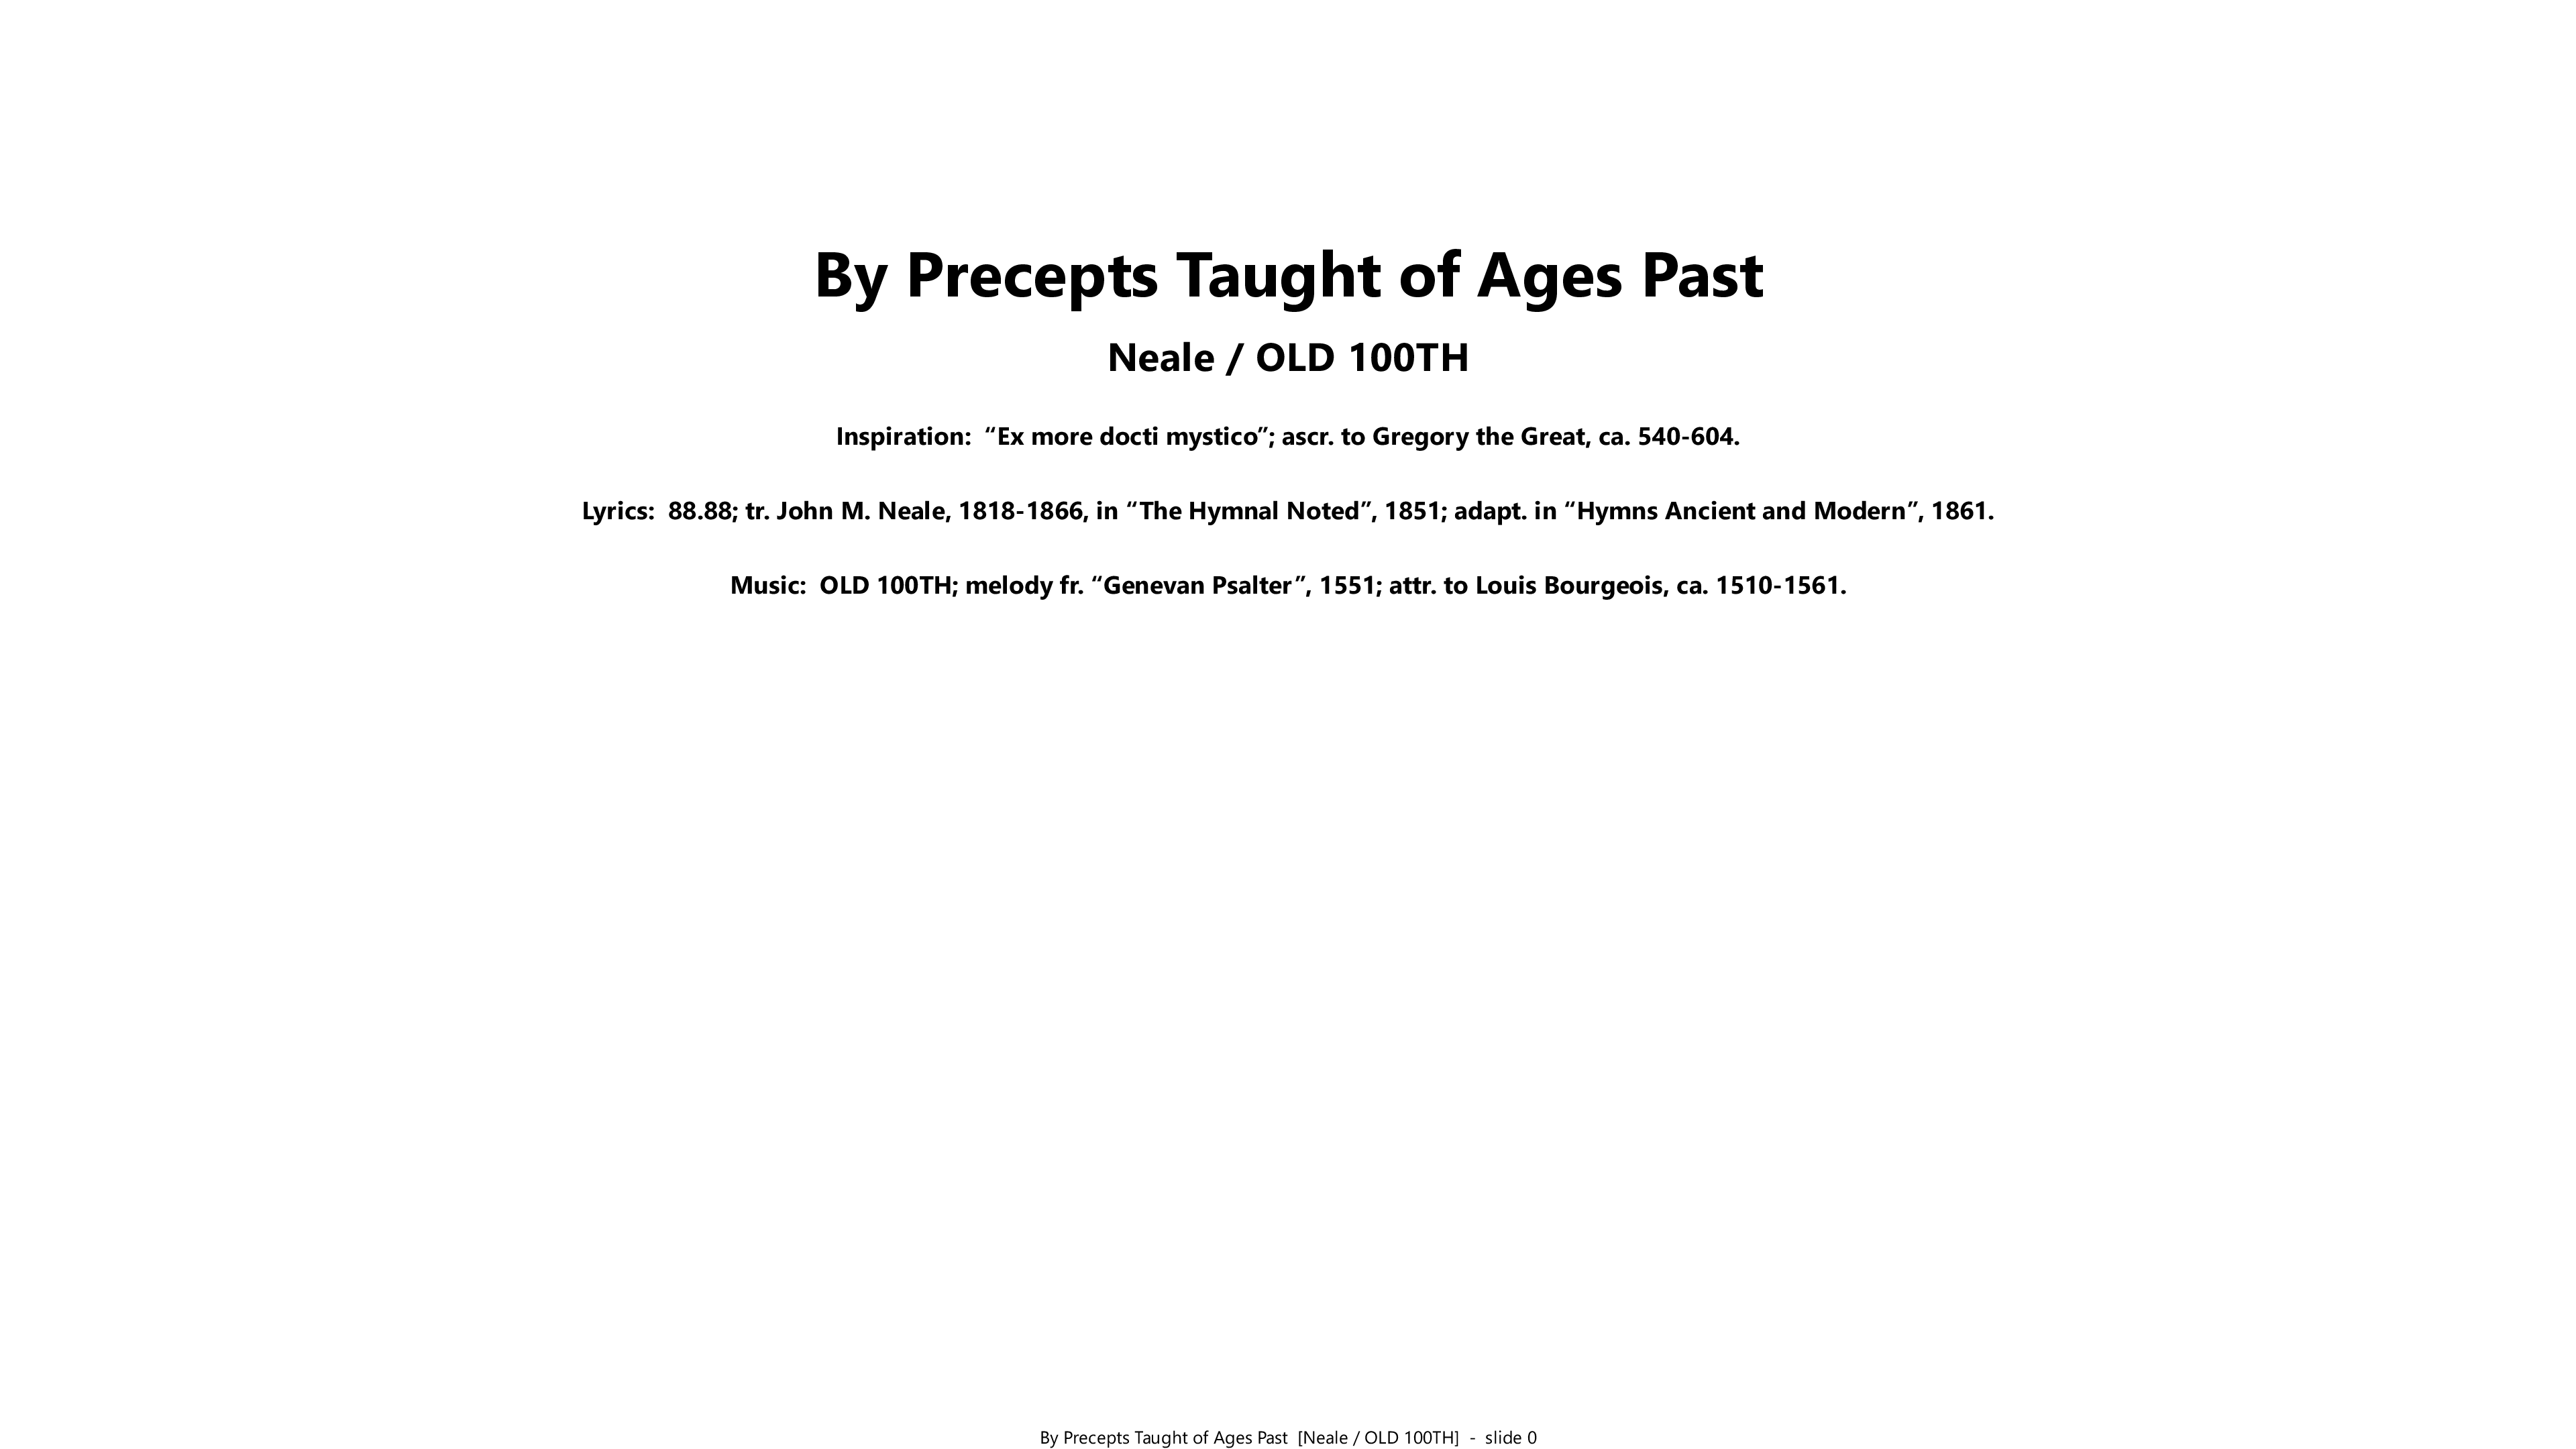 By Precepts Taught of Ages Past
Neale / OLD 100TH
Inspiration:  “Ex more docti mystico”; ascr. to Gregory the Great, ca. 540-604.
Lyrics:  88.88; tr. John M. Neale, 1818-1866, in “The Hymnal Noted”, 1851; adapt. in “Hymns Ancient and Modern”, 1861.
Music:  OLD 100TH; melody fr. “Genevan Psalter”, 1551; attr. to Louis Bourgeois, ca. 1510-1561.
By Precepts Taught of Ages Past  [Neale / OLD 100TH]  -  slide 0